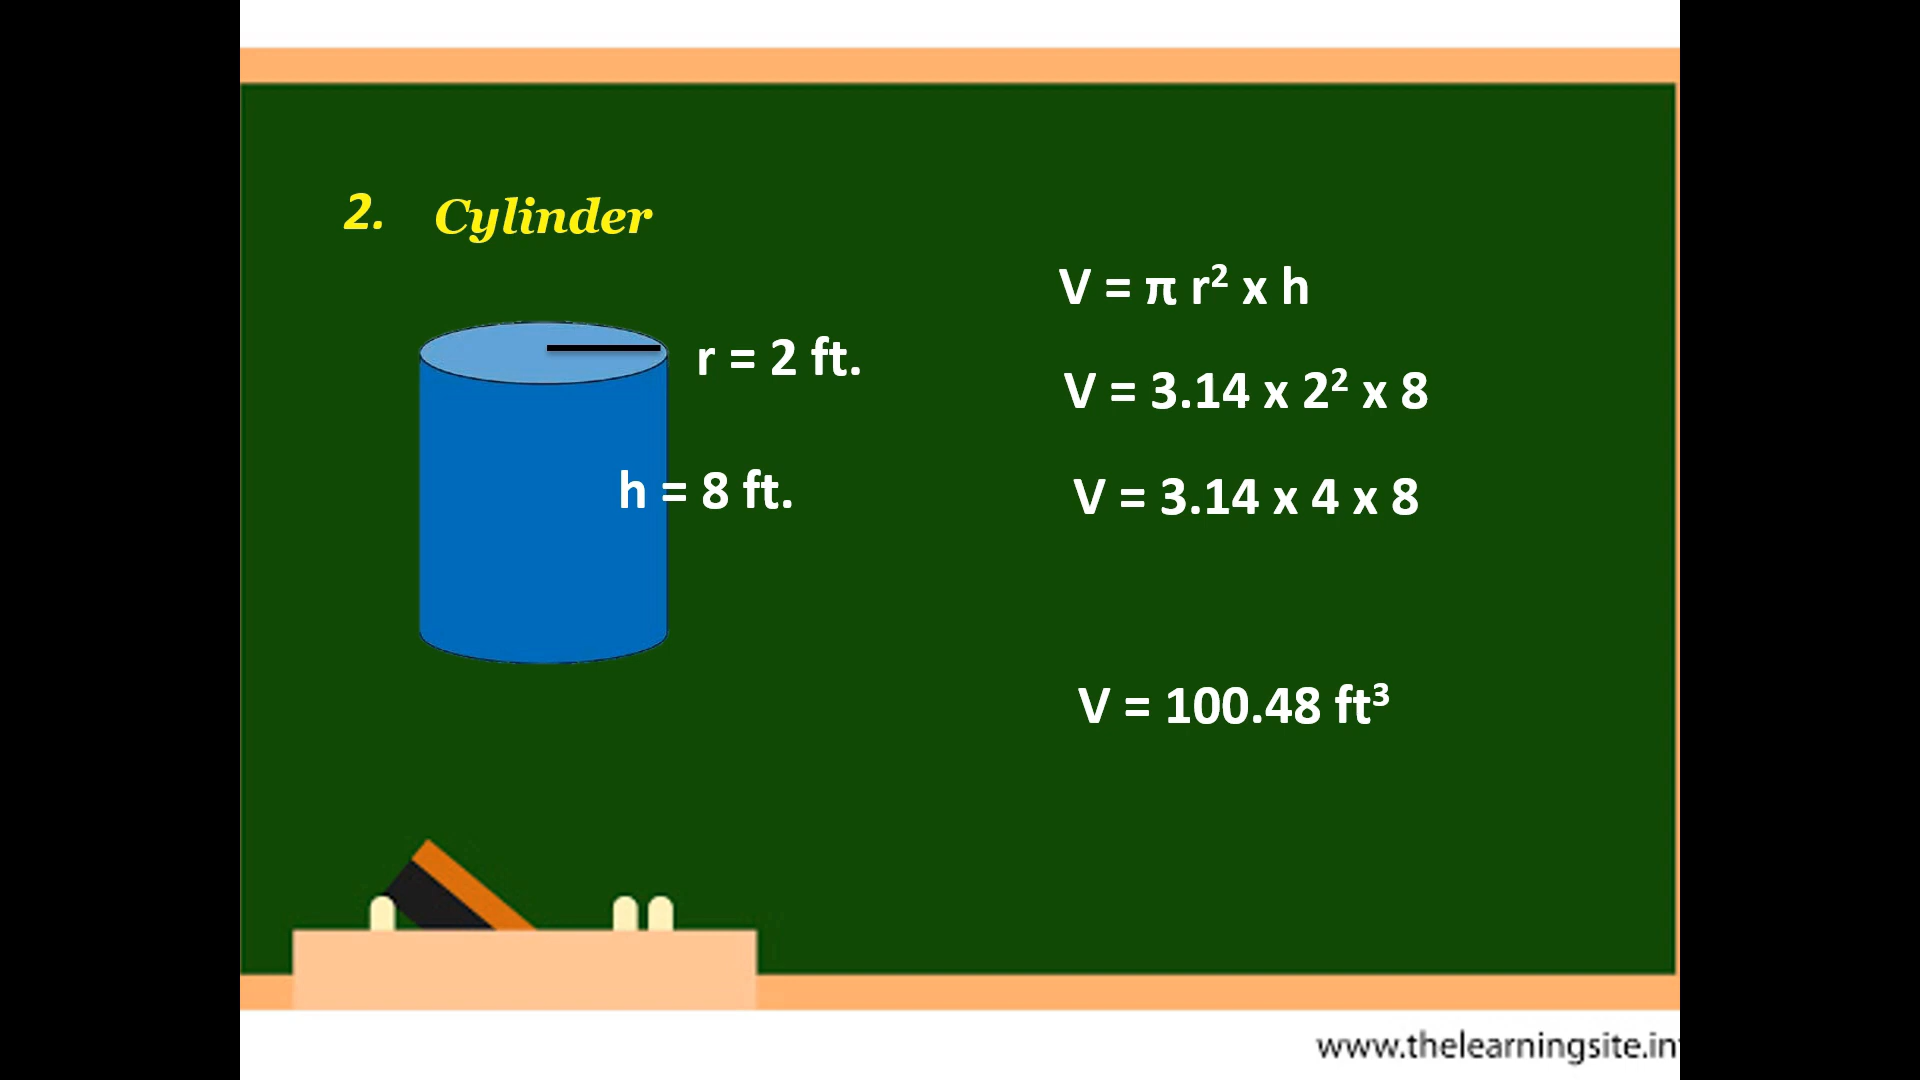 2. Cylinder
V = π r² x h
r = 2 ft.
V = 3.14 x 2² x 8
h = 8 ft.
V = 3.14 x 4 x 8
V = 100.48 ft³
www.thelearningsite.in